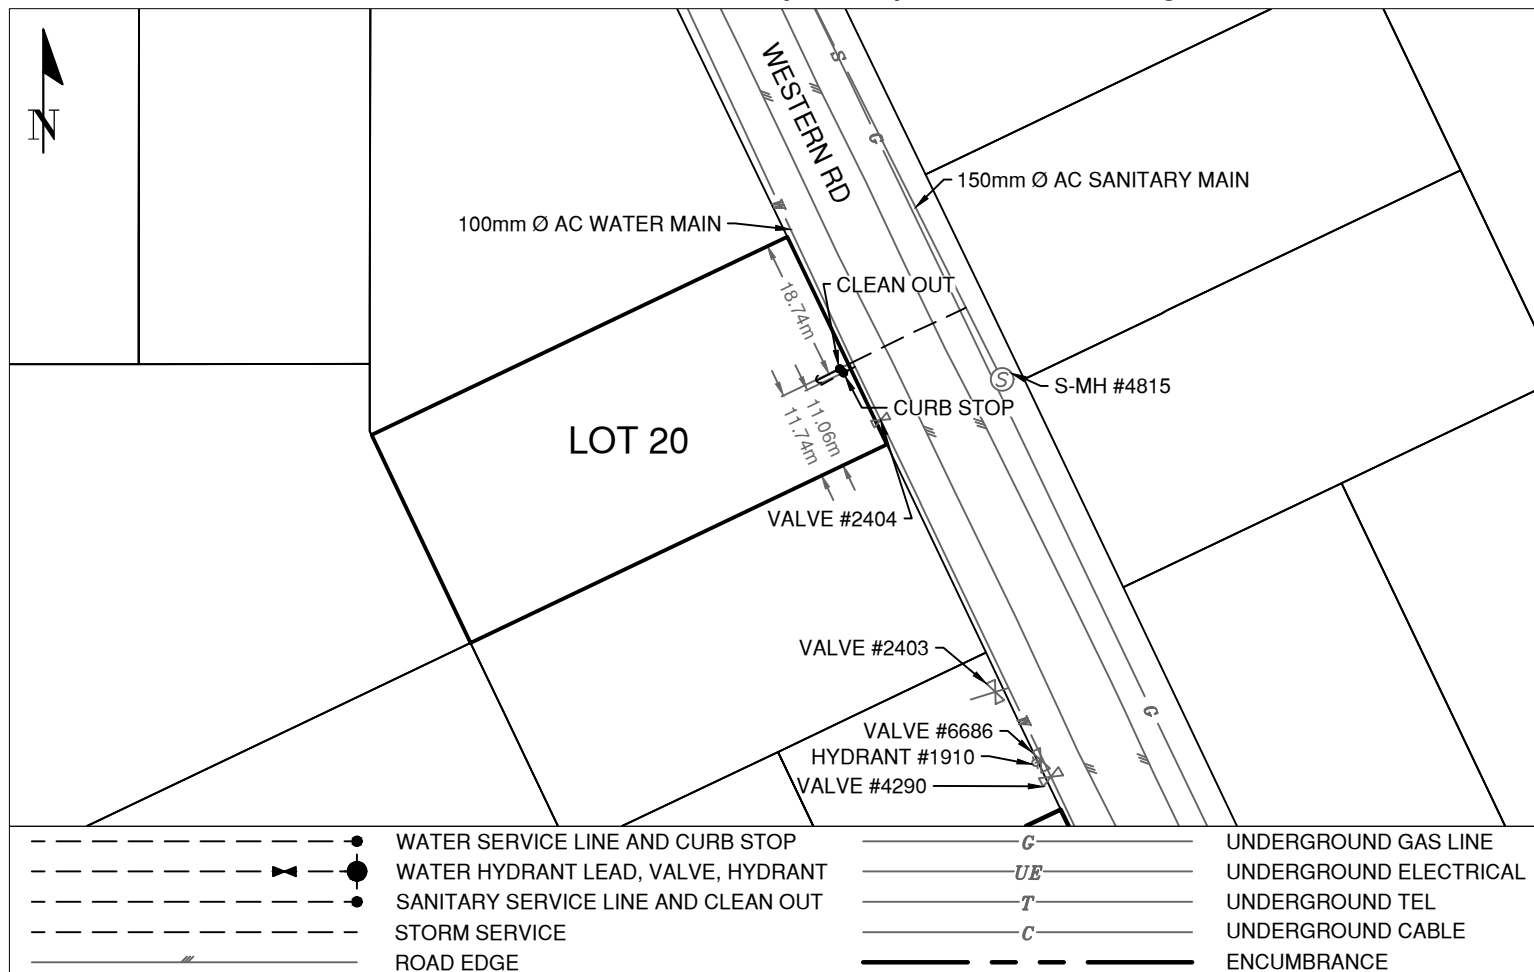 N
WESTERN RD
S
G
150mm Ø AC SANITARY MAIN
W
100mm Ø AC WATER MAIN
CLEAN OUT
18.74m
S
S-MH #4815
CURB STOP
11.06m
11.74m
LOT 20
VALVE #2404
VALVE #2403
W
G
VALVE #6686
HYDRANT #1910
VALVE #4290
WATER SERVICE LINE AND CURB STOP
WATER HYDRANT LEAD, VALVE, HYDRANT
SANITARY SERVICE LINE AND CLEAN OUT
STORM SERVICE
ROAD EDGE
G UNDERGROUND GAS LINE
UE UNDERGROUND ELECTRICAL
T UNDERGROUND TEL
C UNDERGROUND CABLE
ENCUMBRANCE